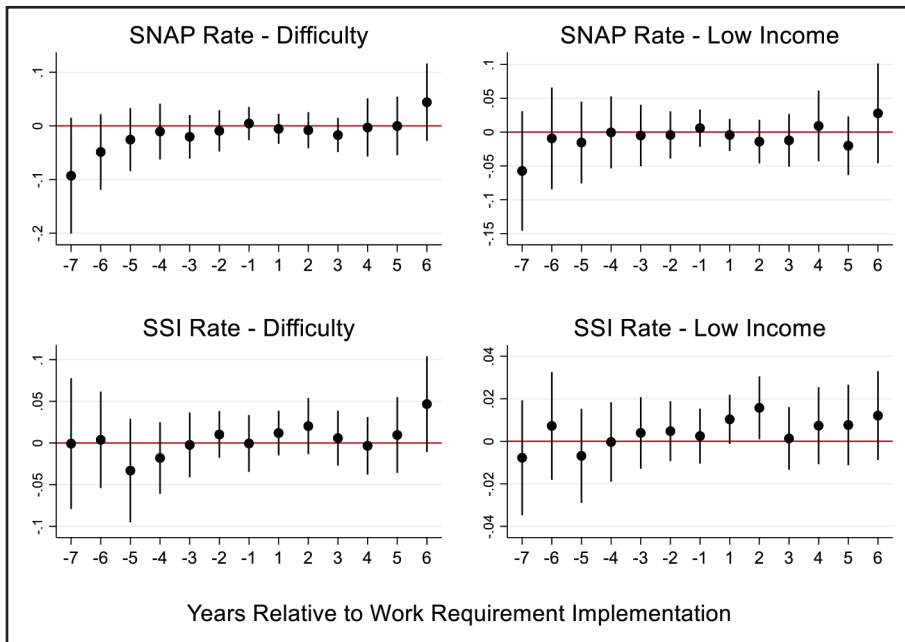 SNAP Rate - Difficulty
.1
0
-.1
-.2
-7 -6 -5 -4 -3 -2 -1 1 2 3 4 5 6
SNAP Rate - Low Income
.1
.05
0
-.05
-.1
-.15
-7 -6 -5 -4 -3 -2 -1 1 2 3 4 5 6
SSI Rate - Difficulty
.1
.05
0
-.05
-.1
-7 -6 -5 -4 -3 -2 -1 1 2 3 4 5 6
SSI Rate - Low Income
.04
.02
0
-.02
-.04
-7 -6 -5 -4 -3 -2 -1 1 2 3 4 5 6
Years Relative to Work Requirement Implementation